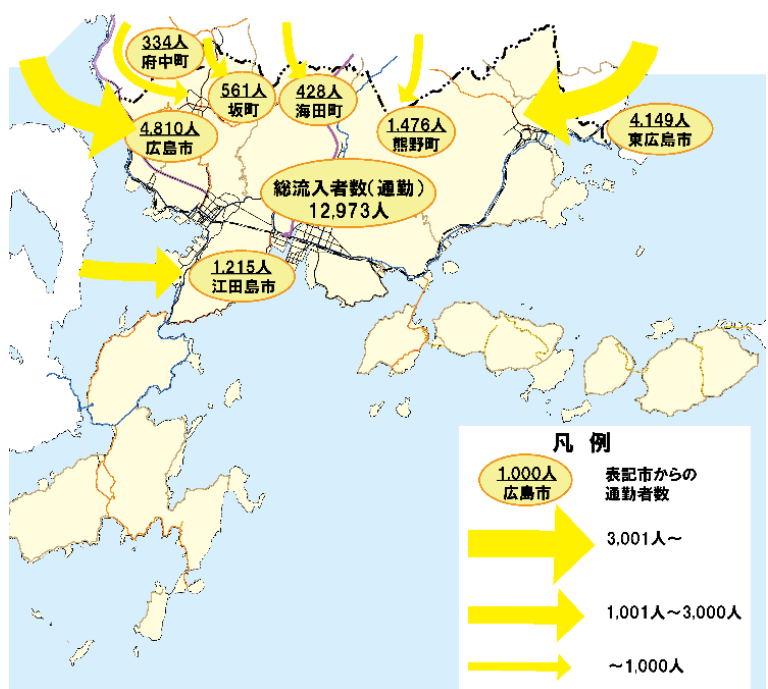 334人
府中町
561人
坂町
428人
海田町
4.810人
広島市
1.476人
熊野町
4.149人
東広島市
総流入者数(通勤)
12,973人
1.215人
江田島市
凡 例
1.000人
広島市
表記市からの
通勤者数
3,001人～
1,001人～3,000人
～1,000人